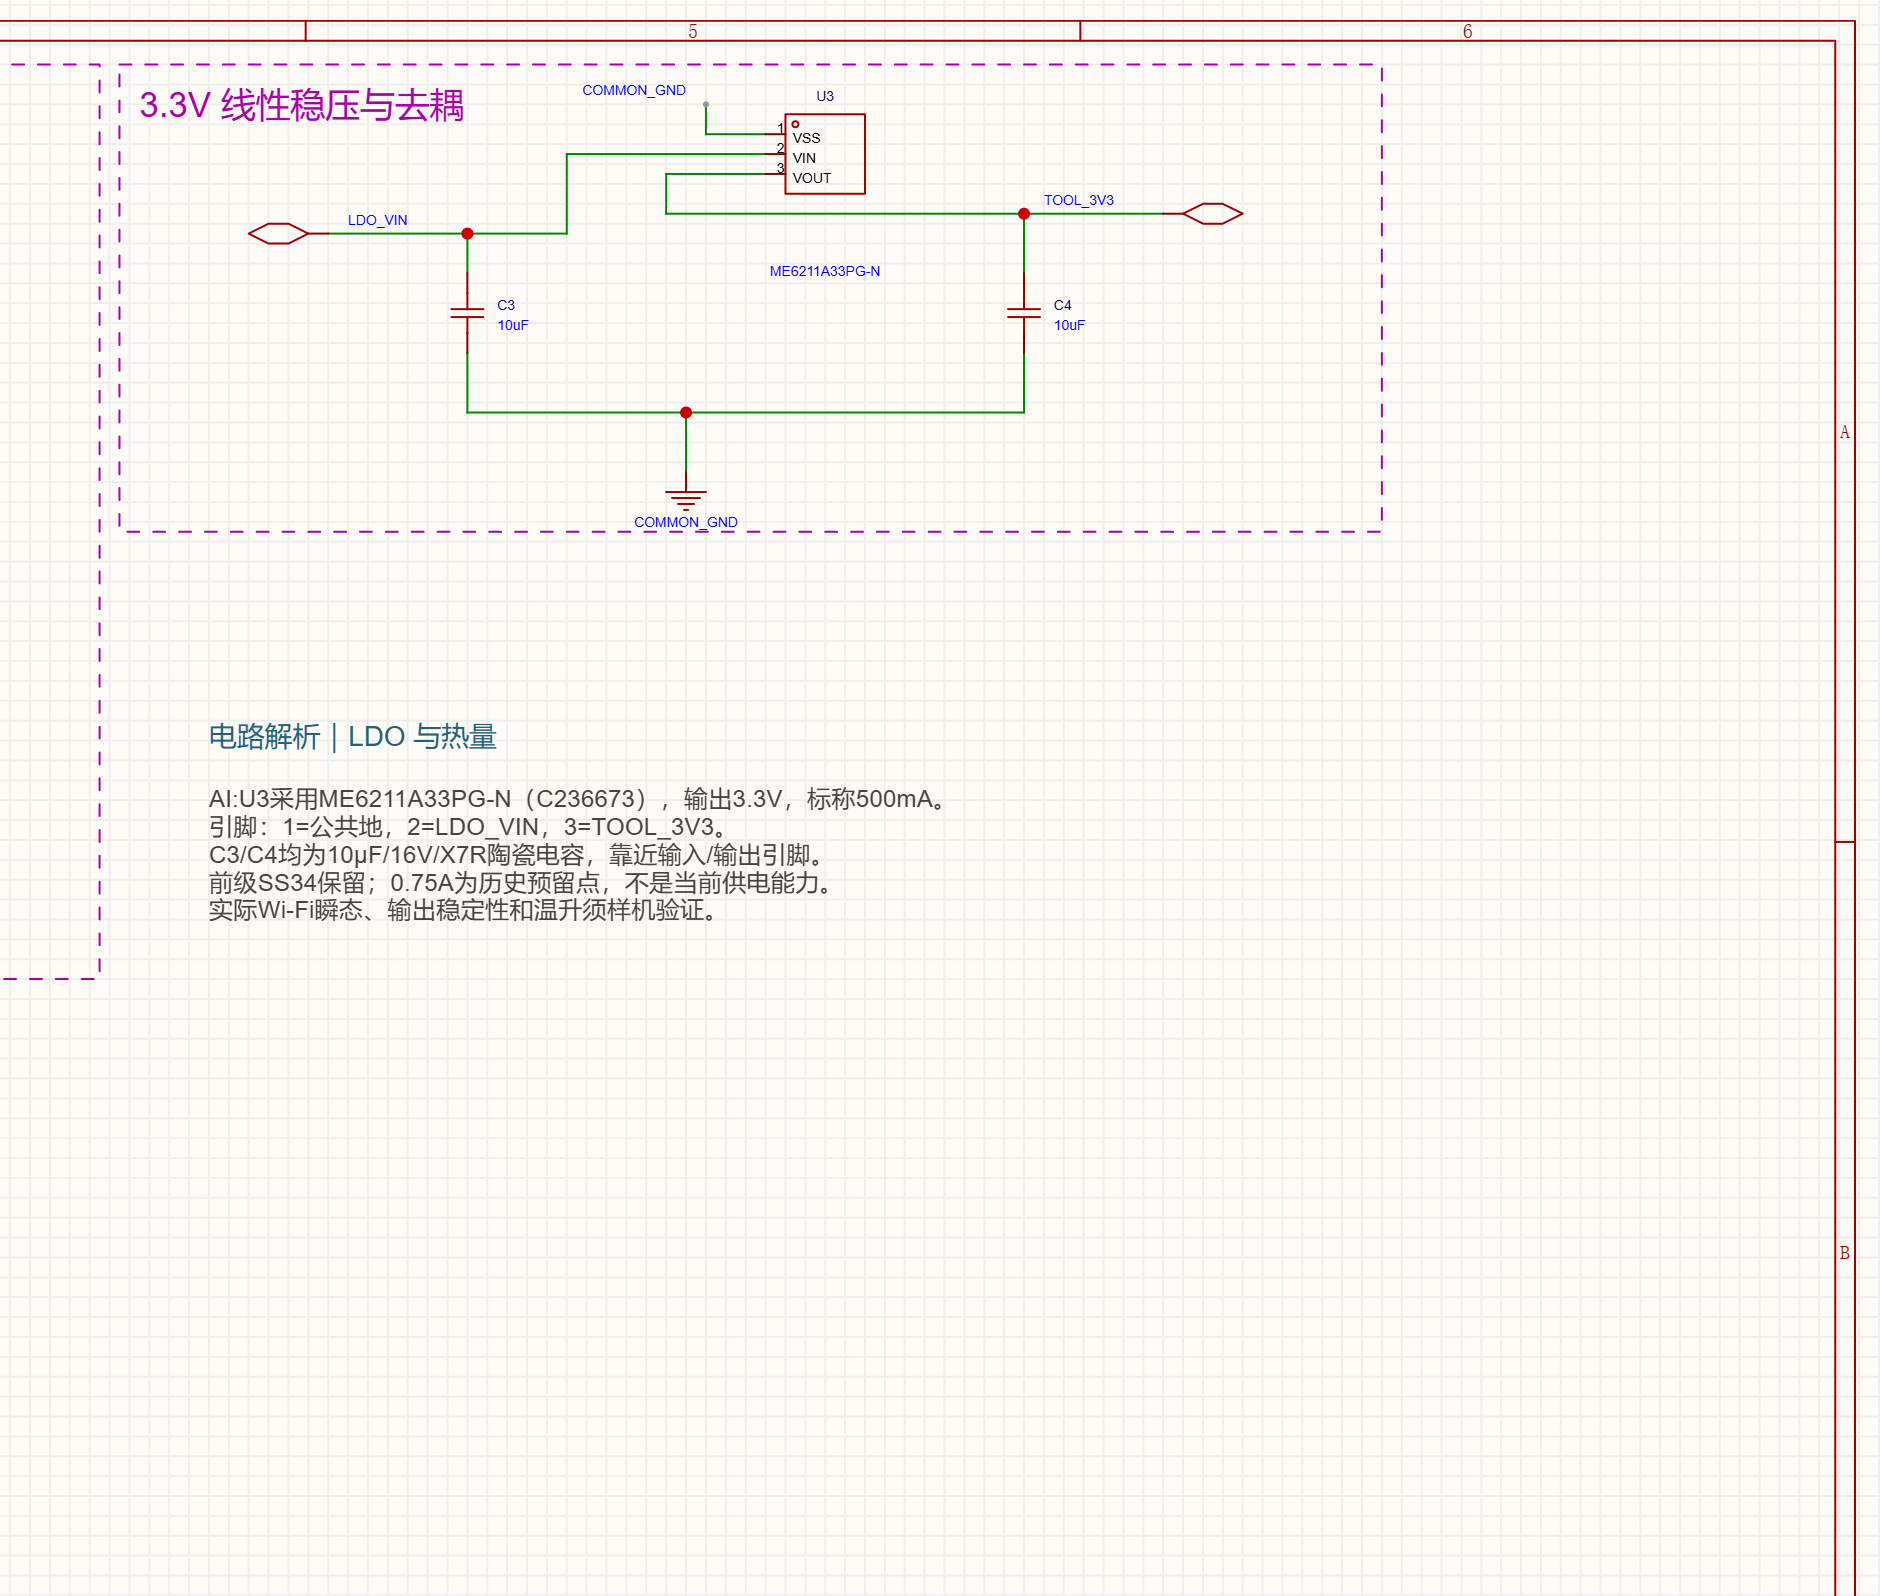 5
6
3.3V 线性稳压与去耦
COMMON_GND
U3
1
VSS
2
VIN
3
VOUT
TOOL_3V3
LDO_VIN
ME6211A33PG-N
C3
10uF
C4
10uF
A
COMMON_GND
电路解析｜LDO 与热量
AI:U3采用ME6211A33PG-N（C236673），输出3.3V，标称500mA。
引脚：1=公共地，2=LDO_VIN，3=TOOL_3V3。
C3/C4均为10μF/16V/X7R陶瓷电容，靠近输入/输出引脚。
前级SS34保留；0.75A为历史预留点，不是当前供电能力。
实际Wi-Fi瞬态、输出稳定性和温升须样机验证。
B